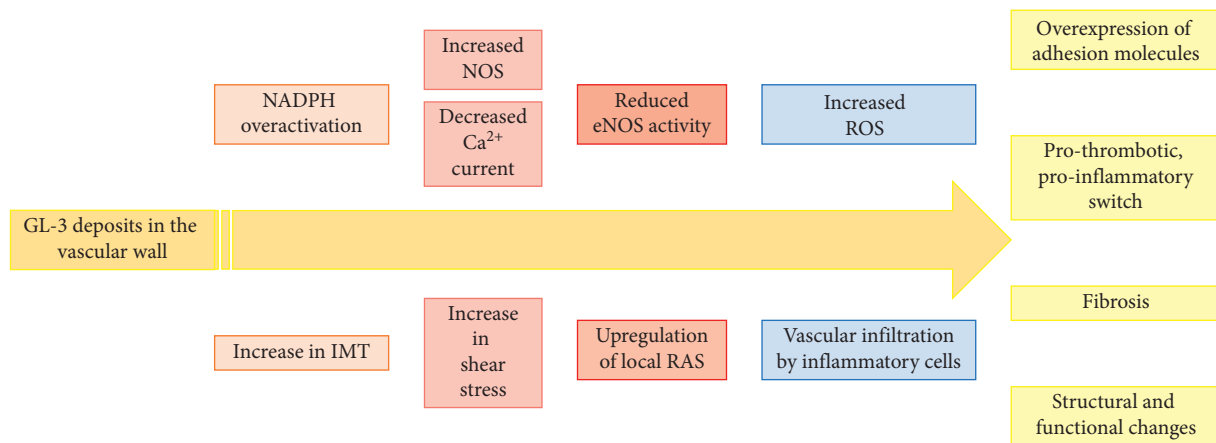 GL-3 deposits in the
vascular wall
NADPH
overactivation
Increased
NOS
Decreased
Ca²⁺
current
Reduced
eNOS activity
Increased
ROS
Increase in IMT
Increase
in
shear
stress
Upregulation
of local RAS
Vascular infiltration
by inflammatory cells
Overexpression of
adhesion molecules
Pro-thrombotic,
pro-inflammatory
switch
Fibrosis
Structural and
functional changes